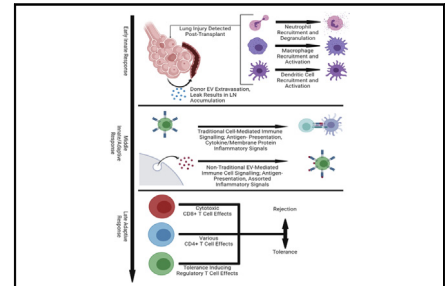 Early Innate Response
Lung Injury Detected
Post-Transplant
Neutrophil
Recruitment and
Degranulation
Macrophage
Recruitment and
Activation
Dendritic Cell
Recruitment and
Activation
Donor EV Extravasation,
Leak Results in LN
Accumulation
Middle
Innate/Adaptive
Response
Traditional Cell-Mediated Immune
Signalling; Antigen- Presentation,
Cytokine/Membrane Protein
Inflammatory Signals
Non-Traditional EV-Mediated
Immune Cell Signalling; Antigen-
Presentation, Assorted
Inflammatory Signals
Late Adaptive
Response
Cytotoxic
CD8+ T Cell Effects
Various
CD4+ T Cell Effects
Tolerance Inducing
Regulatory T Cell Effects
Rejection
Tolerance